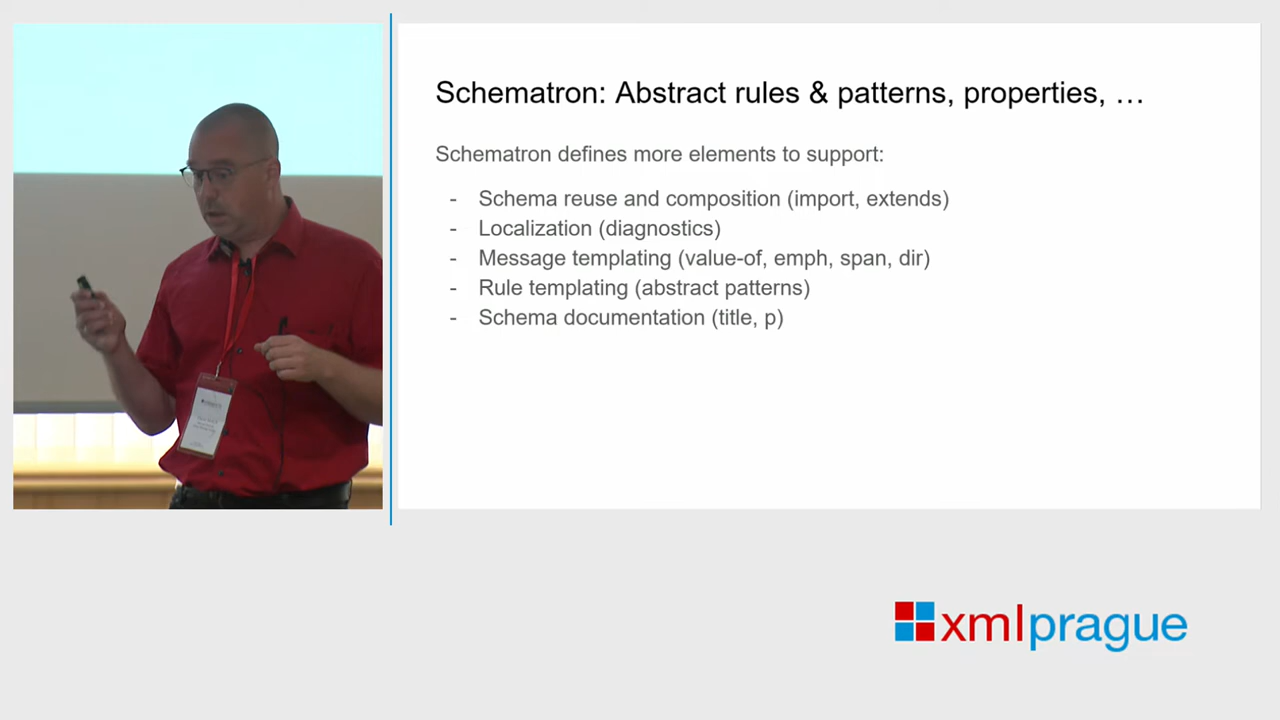 Schematron: Abstract rules & patterns, properties, …
Schematron defines more elements to support:
- Schema reuse and composition (import, extends)
- Localization (diagnostics)
- Message templating (value-of, emph, span, dir)
- Rule templating (abstract patterns)
- Schema documentation (title, p)
xmlprague